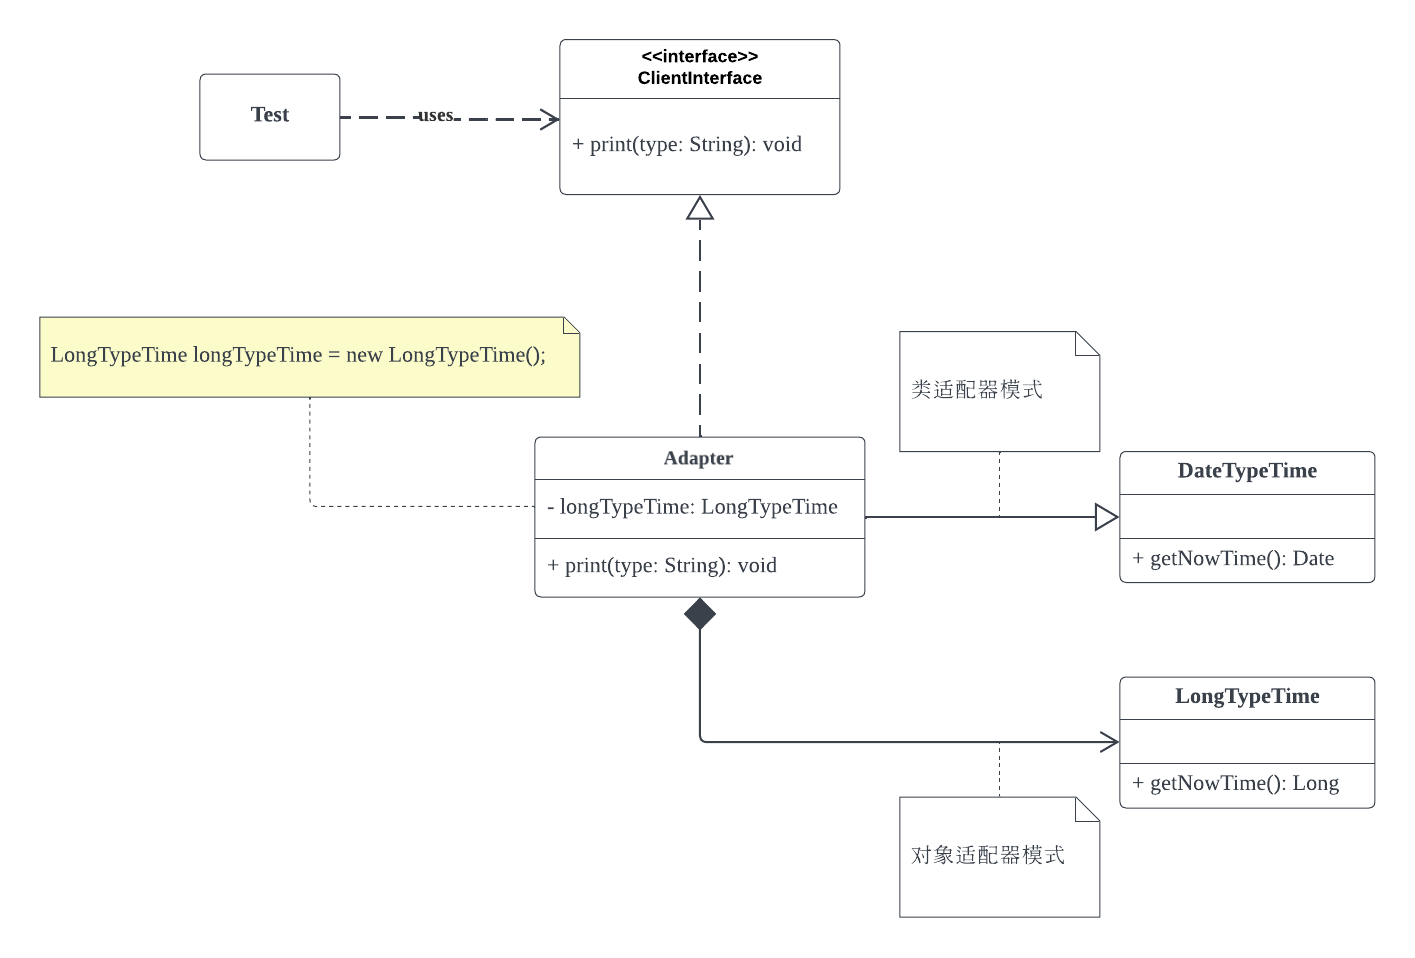 <<interface>>
ClientInterface
Test
uses
+ print(type: String): void
LongTypeTime longTypeTime = new LongTypeTime();
类适配器模式
Adapter
- longTypeTime: LongTypeTime
+ print(type: String): void
DateTypeTime
+ getNowTime(): Date
LongTypeTime
+ getNowTime(): Long
对象适配器模式